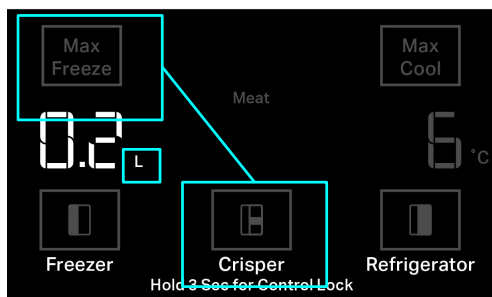 Max
Freeze
Max
Cool
Meat
0.2 L
6 °C
Freezer
Crisper
Refrigerator
Hold 3 Sec for Control Lock